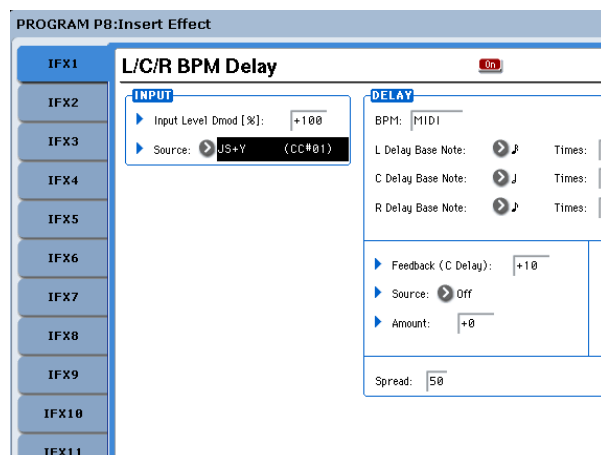 PROGRAM P8:Insert Effect
IFX1
IFX2
IFX3
IFX4
IFX5
IFX6
IFX7
IFX8
IFX9
IFX10
IFX11
L/C/R BPM Delay
On
INPUT
Input Level Dmod [%]: +100
Source: JS+Y (CC#01)
DELAY
BPM: MIDI
L Delay Base Note: ♪ Times:
C Delay Base Note: ♩ Times:
R Delay Base Note: ♪ Times:
Feedback (C Delay): +10
Source: Off
Amount: +0
Spread: 50